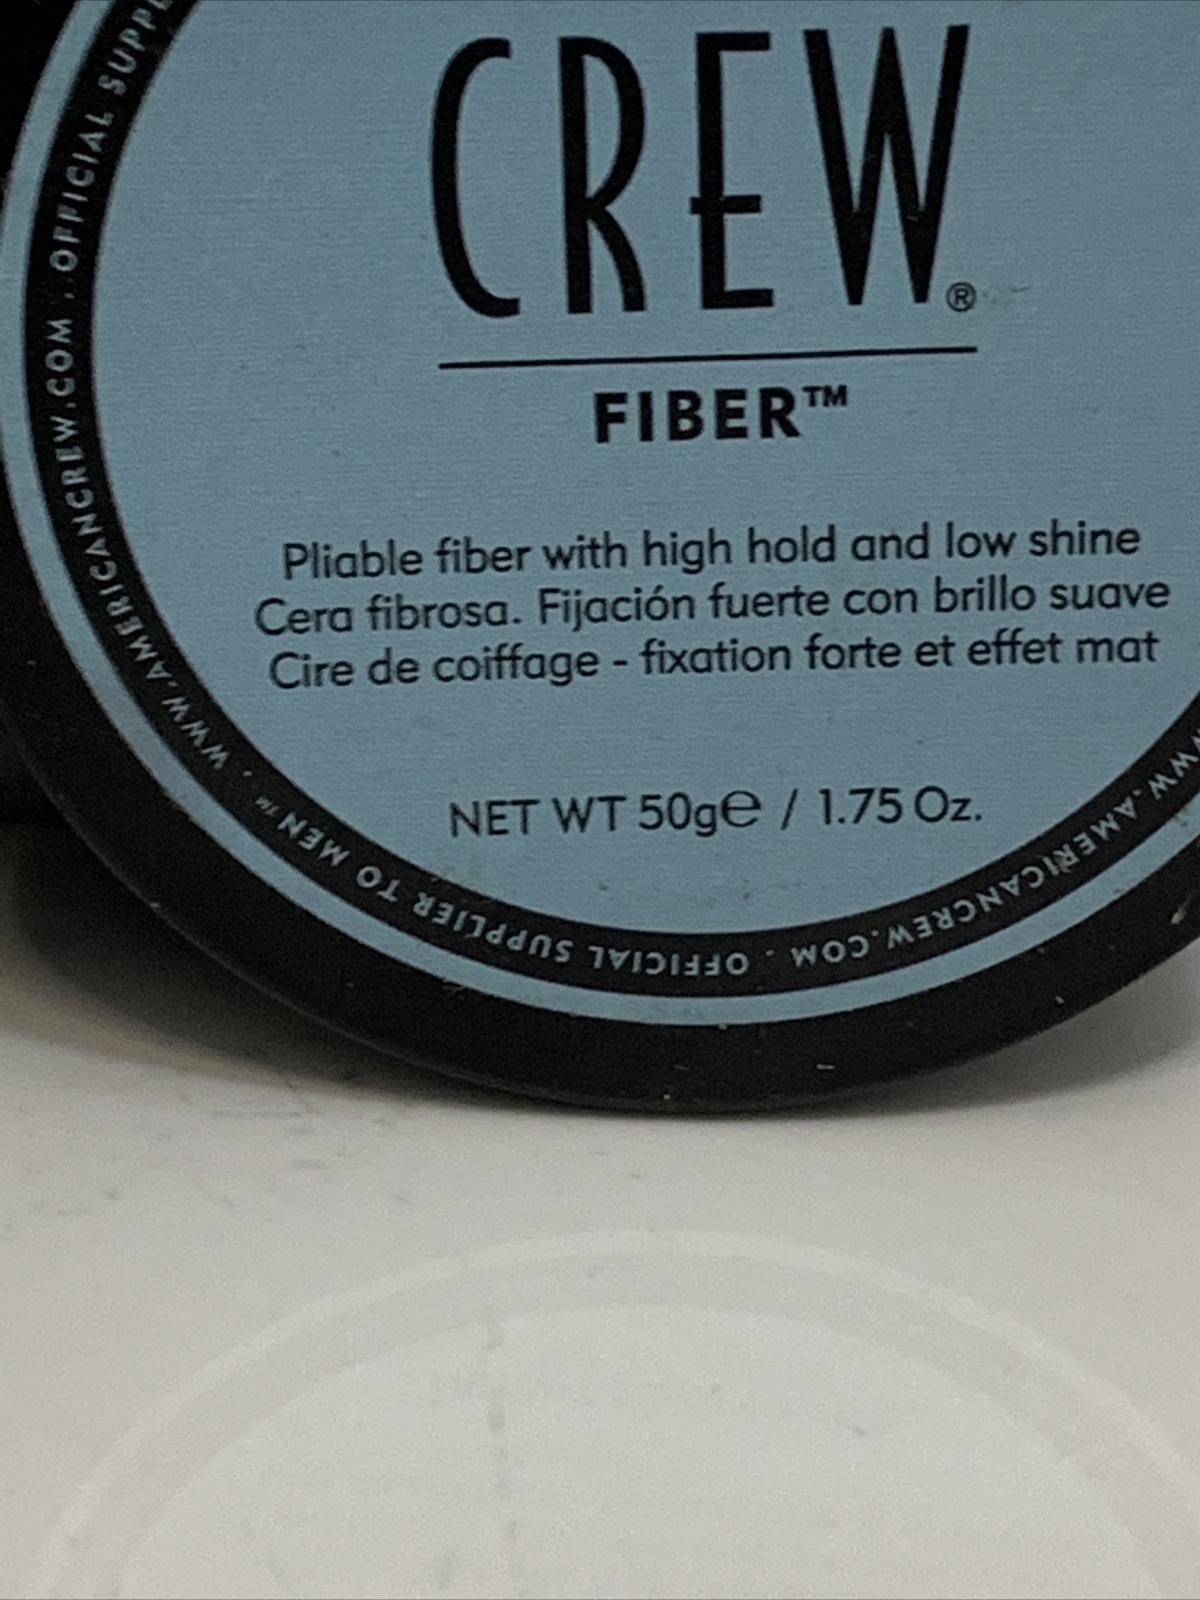 CREW®
FIBER™
Pliable fiber with high hold and low shine
Cera fibrosa. Fijación fuerte con brillo suave
Cire de coiffage - fixation forte et effet mat
NET WT 50g℮ / 1.75 Oz.
WWW.AMERICANCREW.COM . OFFICIAL SUPPLIER TO MEN™ . WWW.AMERICANCREW.COM . OFFICIAL